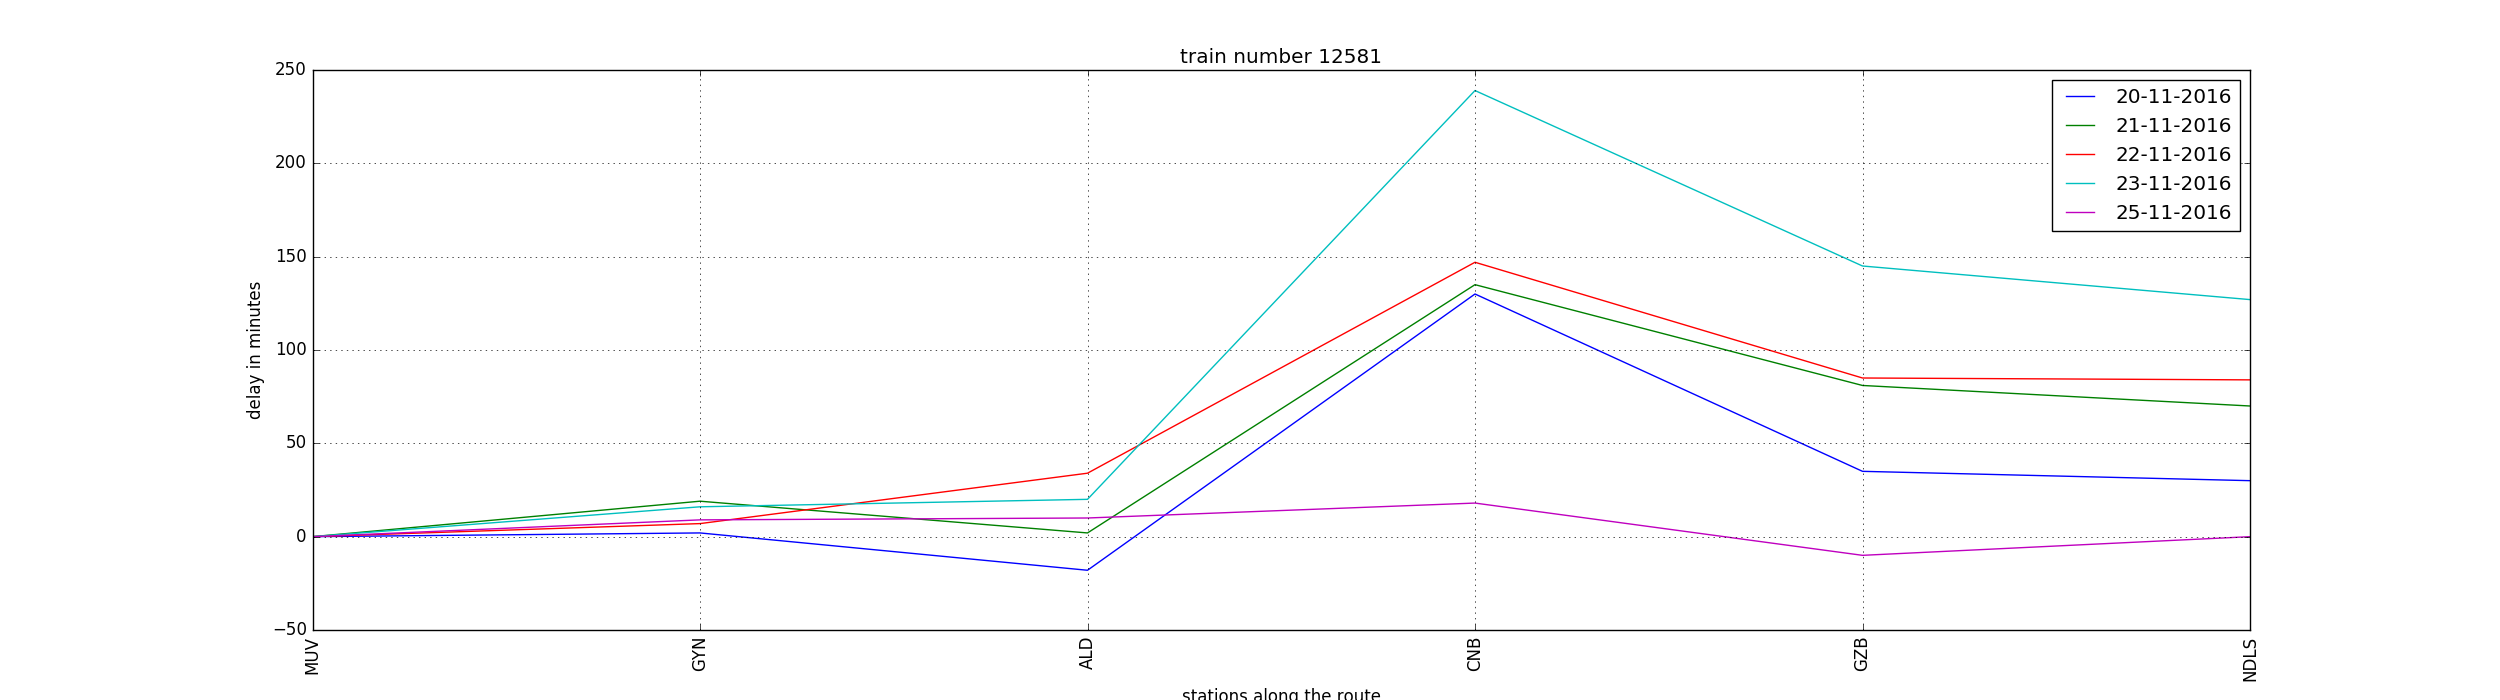 train number 12581
250
200
150
100
50
0
−50
delay in minutes
20-11-2016
21-11-2016
22-11-2016
23-11-2016
25-11-2016
MUV
GYN
ALD
CNB
GZB
NDLS
stations along the route